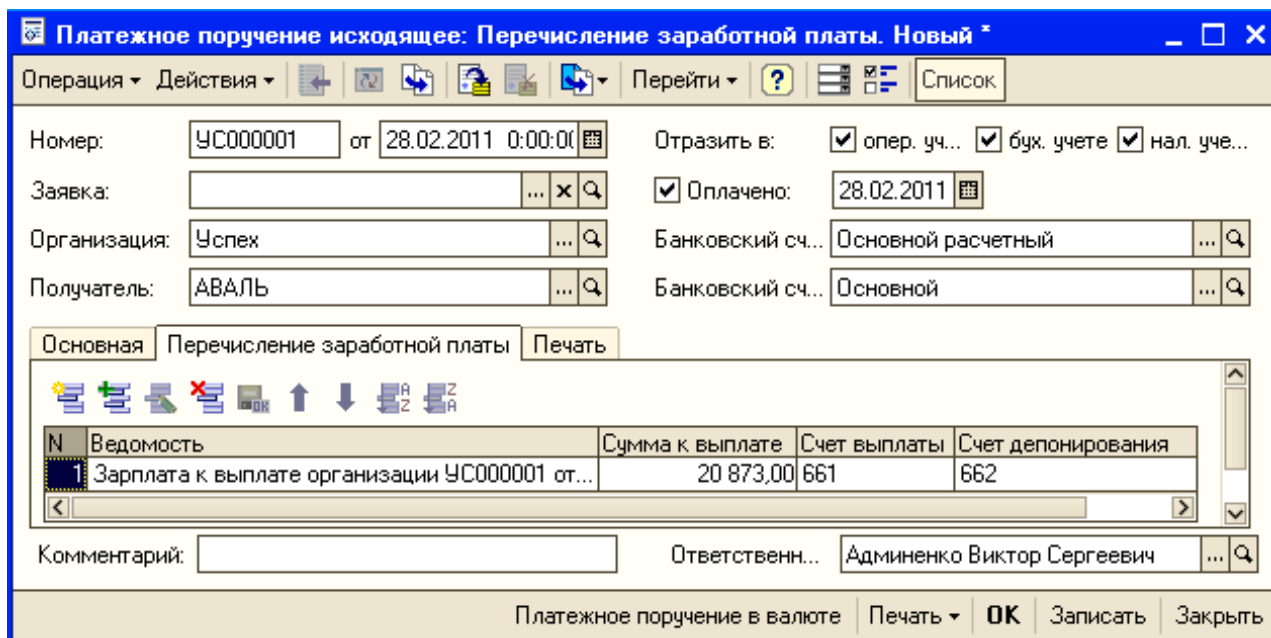 Платежное поручение исходящее: Перечисление заработной платы. Новый *
Операция Действия Перейти ? Список
Номер: УС000001 от 28.02.2011 0:00:0( Отразить в: опер. уч... бух. учете нал. уче...
Заявка: ... x Оплачено: 28.02.2011
Организация: Успех ... Банковский сч... Основной расчетный ...
Получатель: АВАЛЬ ... Банковский сч... Основной ...
Основная Перечисление заработной платы Печать
N Ведомость Сумма к выплате Счет выплаты Счет депонирования
1 Зарплата к выплате организации УС000001 от... 20 873,00 661 662
Комментарий: Ответственн... Админенко Виктор Сергеевич ...
Платежное поручение в валюте Печать OK Записать Закрыть